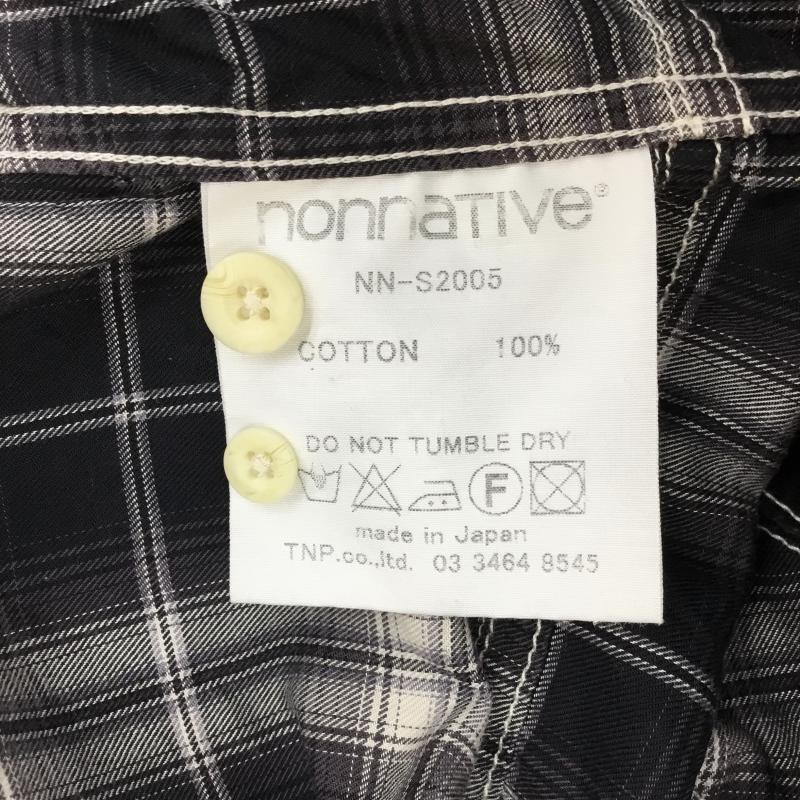 nonnaTIVe®
NN-S2005
COTTON 100%
DO NOT TUMBLE DRY
F
made in Japan
TNP.co.,ltd. 03 3464 8545